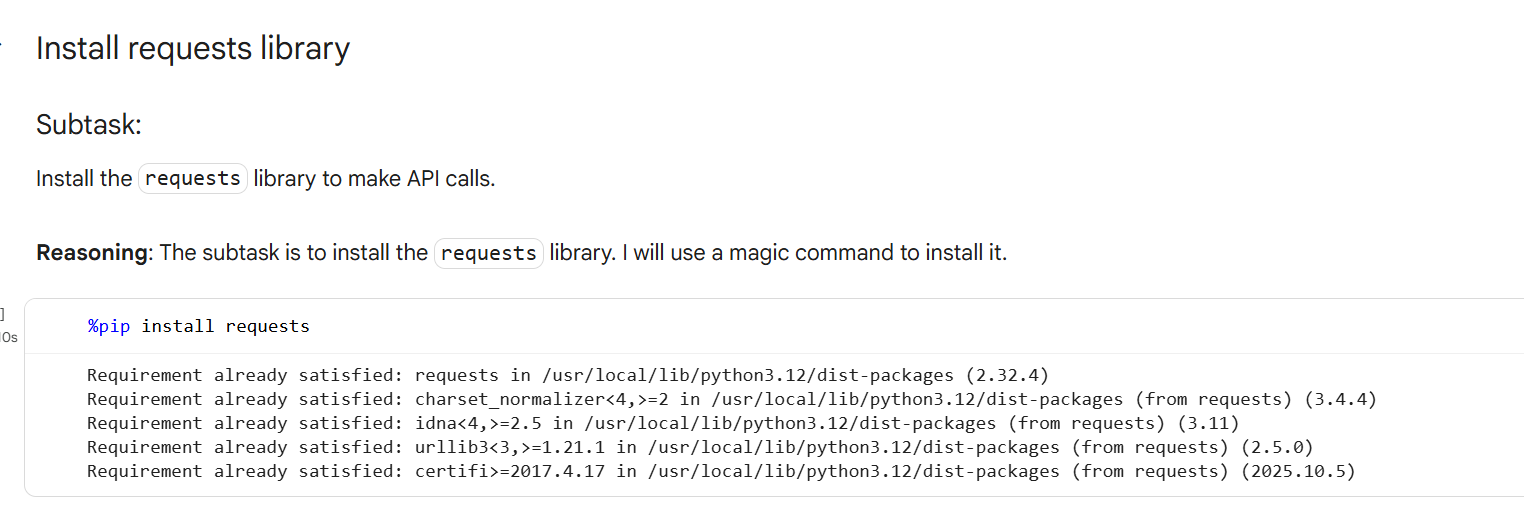 Install requests library
Subtask:
Install the requests library to make API calls.
Reasoning: The subtask is to install the requests library. I will use a magic command to install it.
]
%pip install requests
10s
Requirement already satisfied: requests in /usr/local/lib/python3.12/dist-packages (2.32.4)
Requirement already satisfied: charset_normalizer<4,>=2 in /usr/local/lib/python3.12/dist-packages (from requests) (3.4.4)
Requirement already satisfied: idna<4,>=2.5 in /usr/local/lib/python3.12/dist-packages (from requests) (3.11)
Requirement already satisfied: urllib3<3,>=1.21.1 in /usr/local/lib/python3.12/dist-packages (from requests) (2.5.0)
Requirement already satisfied: certifi>=2017.4.17 in /usr/local/lib/python3.12/dist-packages (from requests) (2025.10.5)